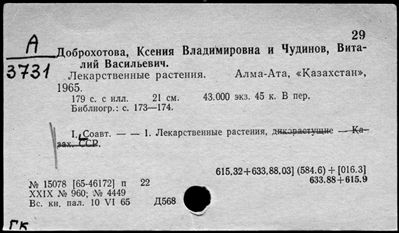 29
А
3731
Доброхотова, Ксения Владимировна и Чудинов, Вита-
лий Васильевич.
Лекарственные растения. Алма-Ата, «Казахстан»,
1965.
179 с. с илл. 21 см. 43.000 экз. 45 к. В пер.
Библиогр.: с. 173—174.
I. Соавт. — — 1. Лекарственные растения, дикорастущие — Ка-
зах. ССР.
615.32+633.88.03] (584.6) + [016.3]
633.88+615.9
№ 15078 [65-46172] п 22
XXIX № 960; № 4449
Вс. кн. пал. 10 VI 65 Д568
ГК